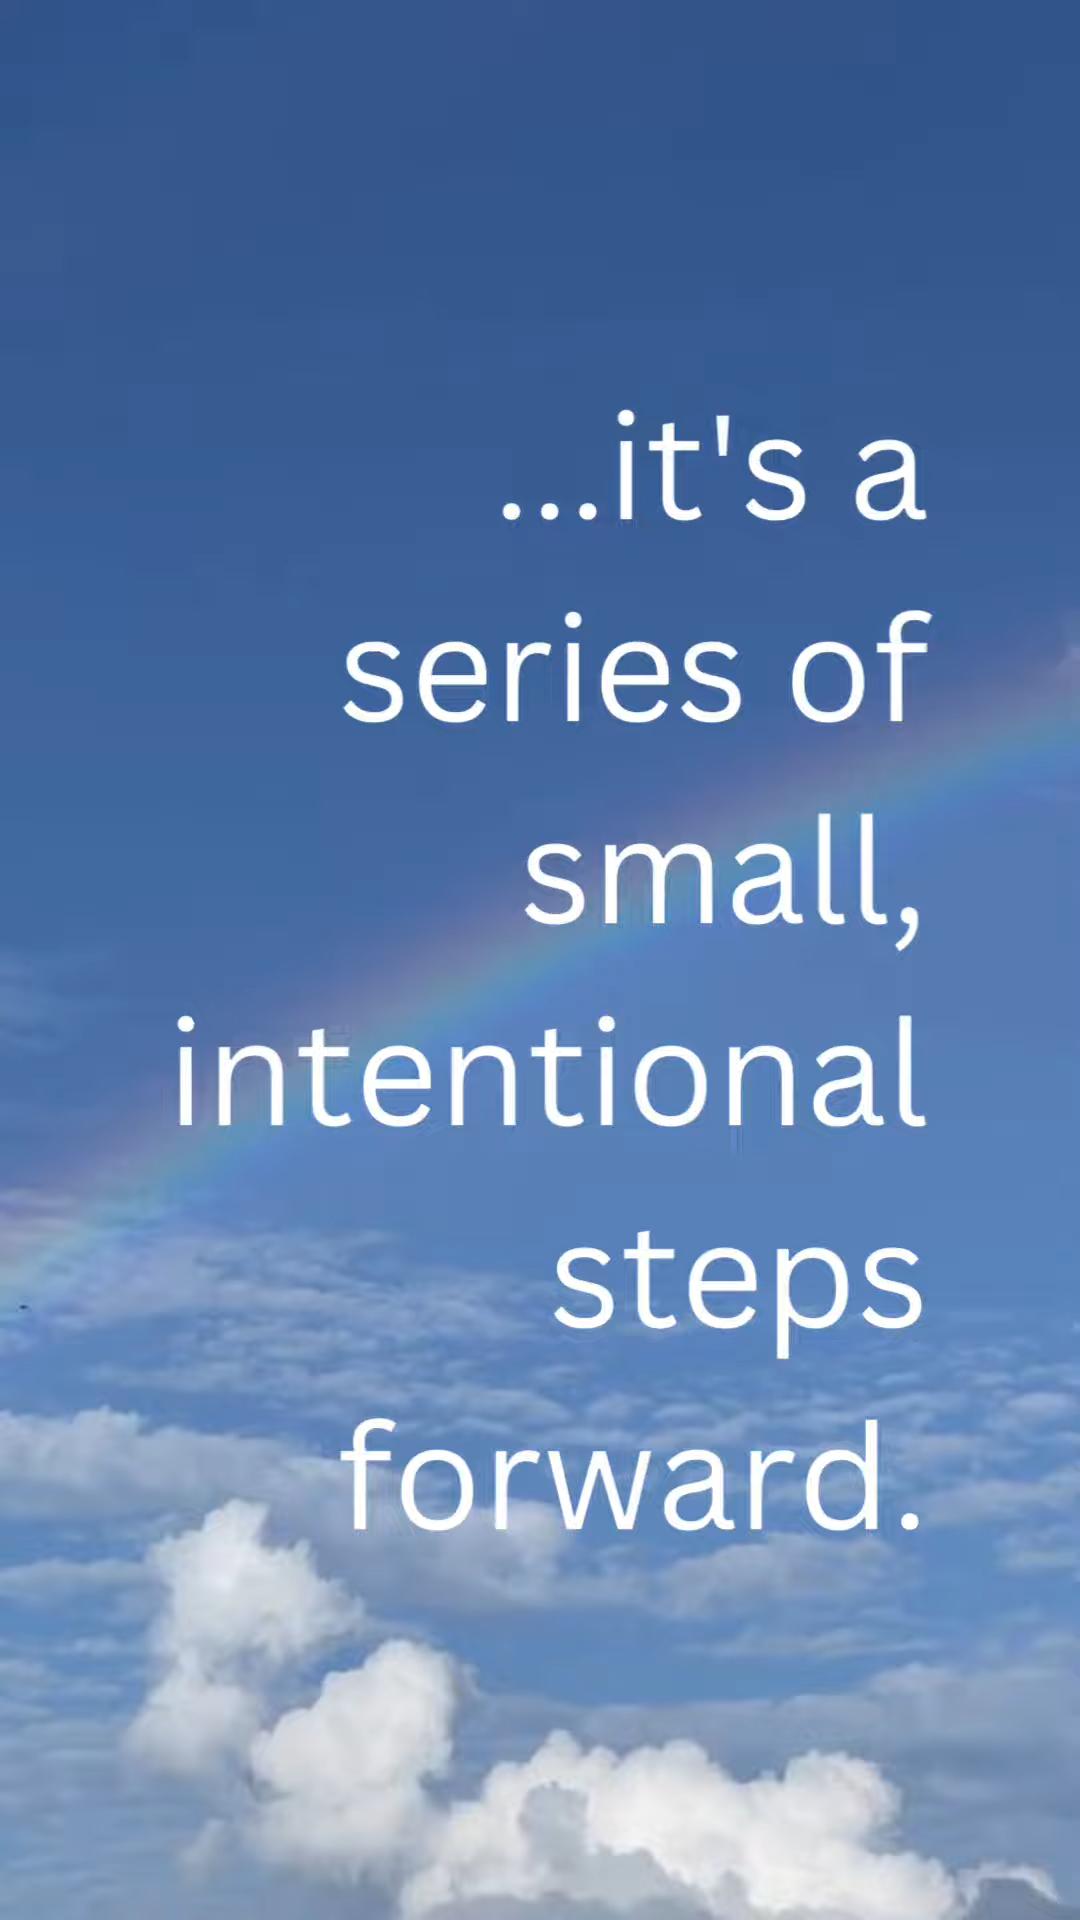 ...it's a
series of
small,
intentional
steps
forward.